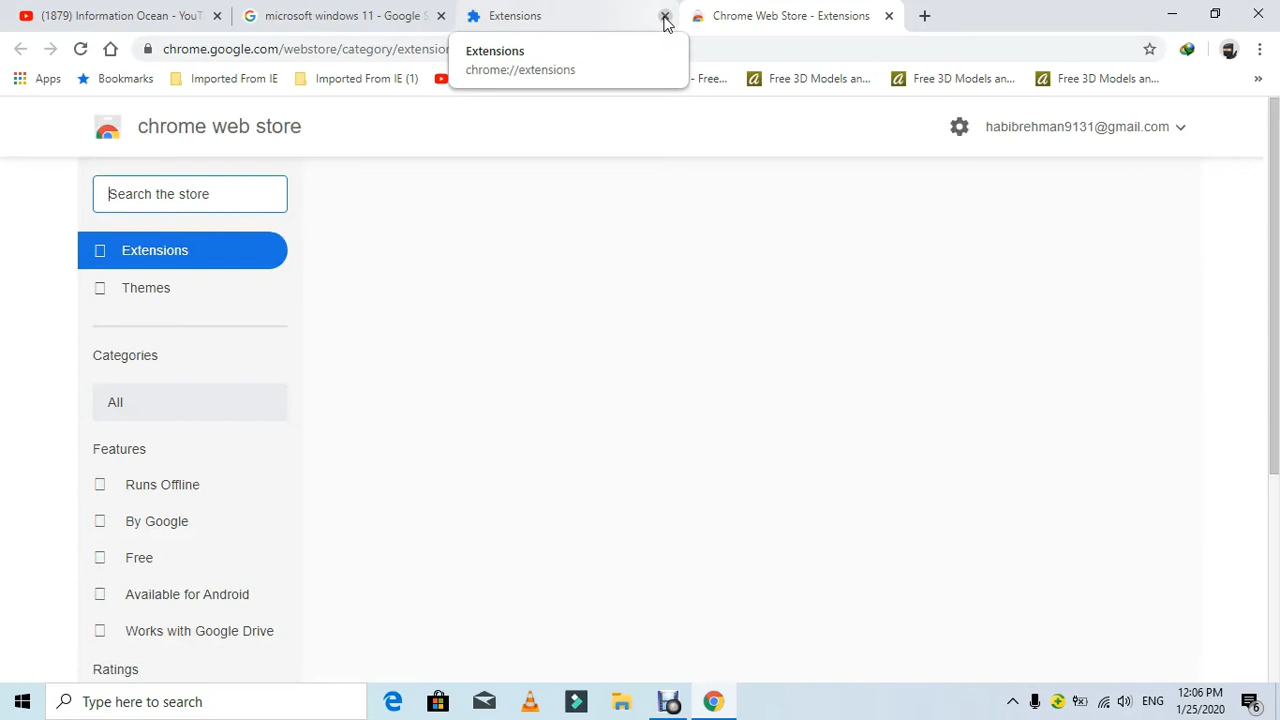 (1879) Information Ocean - YouT
microsoft windows 11 - Google S
Extensions
Chrome Web Store - Extensions
chrome.google.com/webstore/category/extension
Extensions
chrome://extensions
Apps
Bookmarks
Imported From IE
Imported From IE (1)
- Free...
Free 3D Models an...
Free 3D Models an...
Free 3D Models an...
chrome web store
habibrehman9131@gmail.com
Search the store
Extensions
Themes
Categories
All
Features
Runs Offline
By Google
Free
Available for Android
Works with Google Drive
Ratings
Type here to search
ENG
12:06 PM
1/25/2020
6